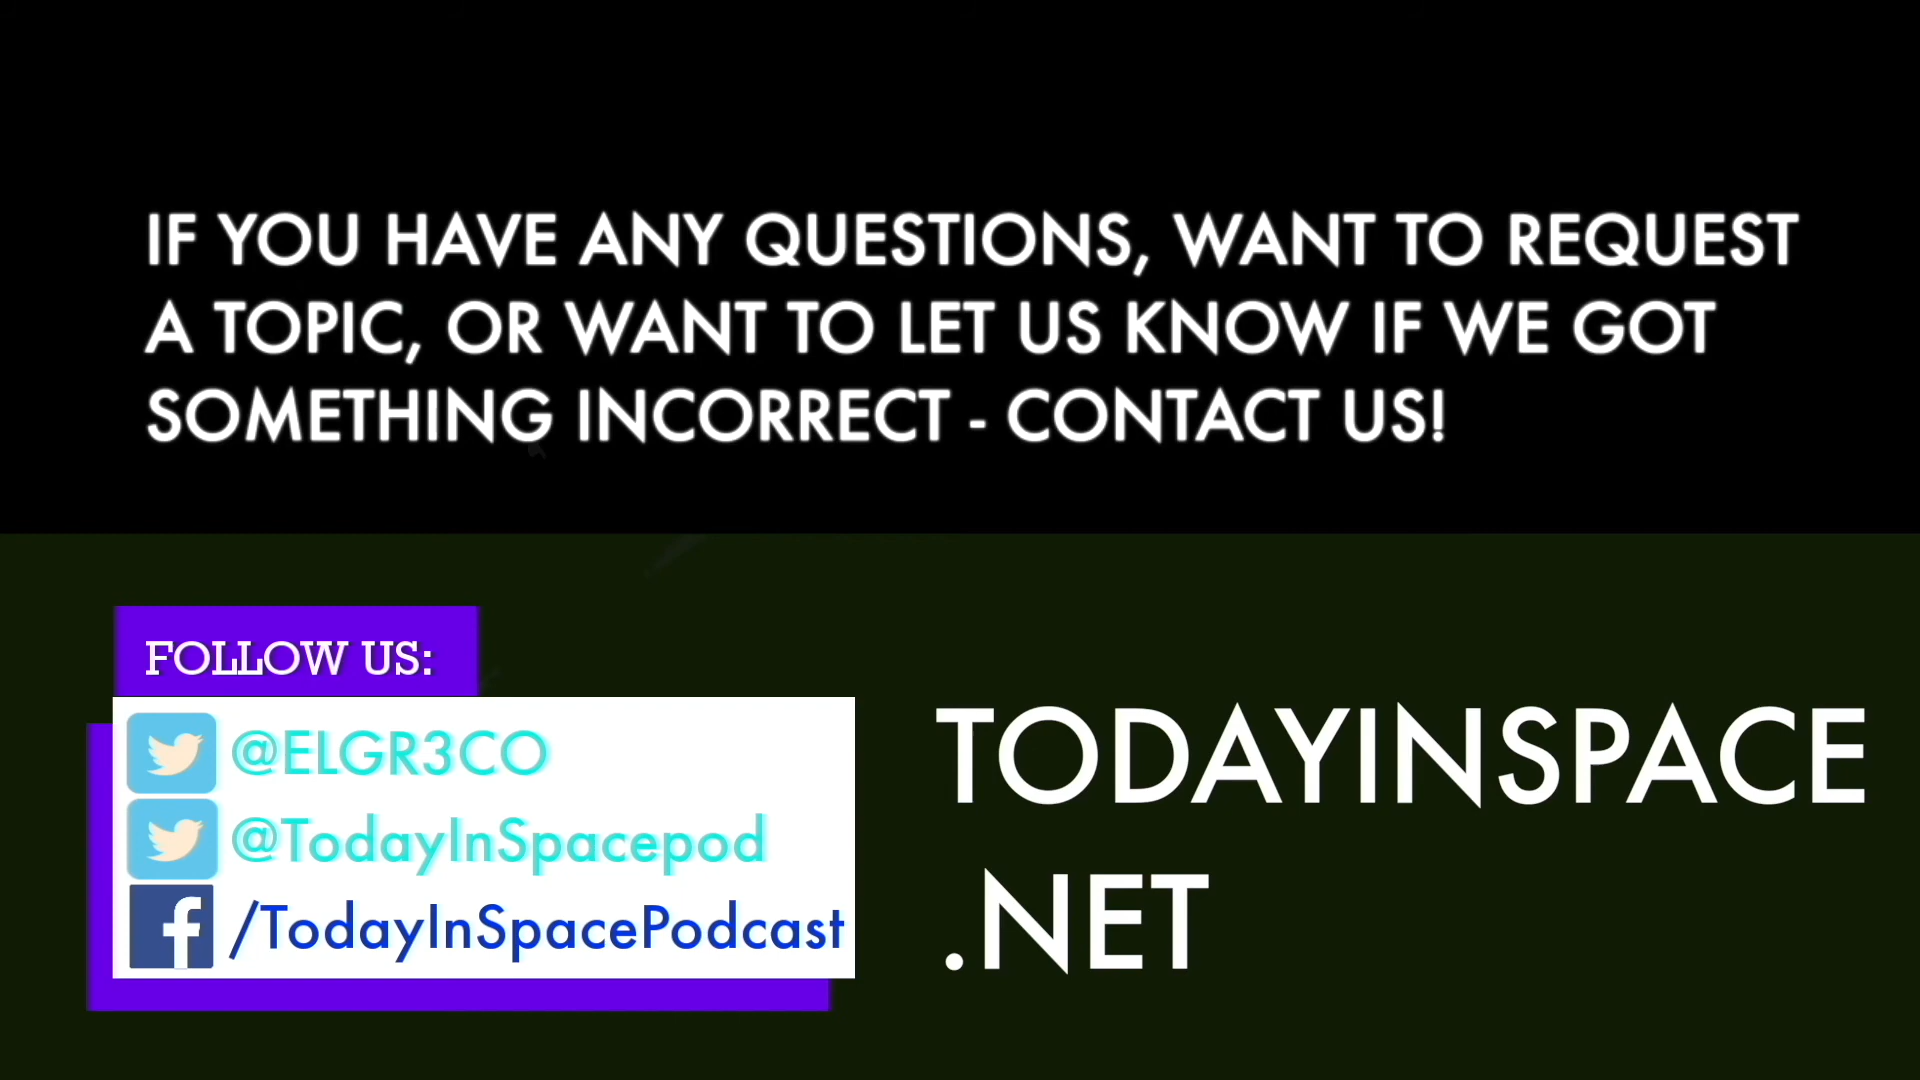 IF YOU HAVE ANY QUESTIONS, WANT TO REQUEST
A TOPIC, OR WANT TO LET US KNOW IF WE GOT
SOMETHING INCORRECT - CONTACT US!
FOLLOW US:
@ELGR3CO
@TodayInSpacepod
/TodayInSpacePodcast
TODAYINSPACE
.NET